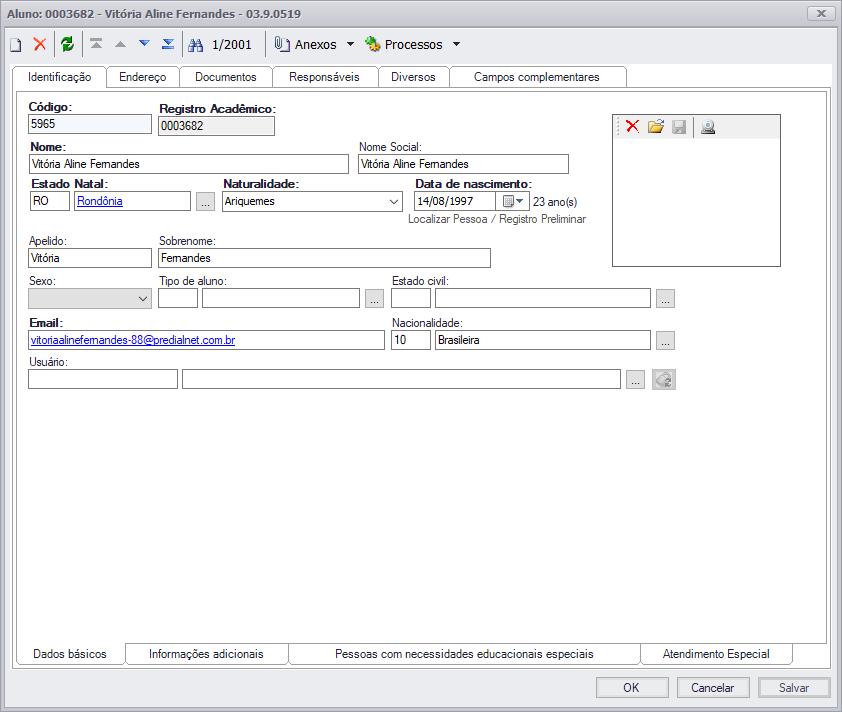 Aluno: 0003682 - Vitória Aline Fernandes - 03.9.0519
1/2001 Anexos Processos
Identificação Endereço Documentos Responsáveis Diversos Campos complementares
Código: Registro Acadêmico:
5965 0003682
Nome: Nome Social:
Vitória Aline Fernandes Vitória Aline Fernandes
Estado Natal: Naturalidade: Data de nascimento:
RO Rondônia ... Ariquemes 14/08/1997 23 ano(s)
Localizar Pessoa / Registro Preliminar
Apelido: Sobrenome:
Vitória Fernandes
Sexo: Tipo de aluno: Estado civil:
... ...
Email: Nacionalidade:
vitoriaalinefernandes-88@predialnet.com.br 10 Brasileira ...
Usuário:
...
Dados básicos Informações adicionais Pessoas com necessidades educacionais especiais Atendimento Especial
OK Cancelar Salvar